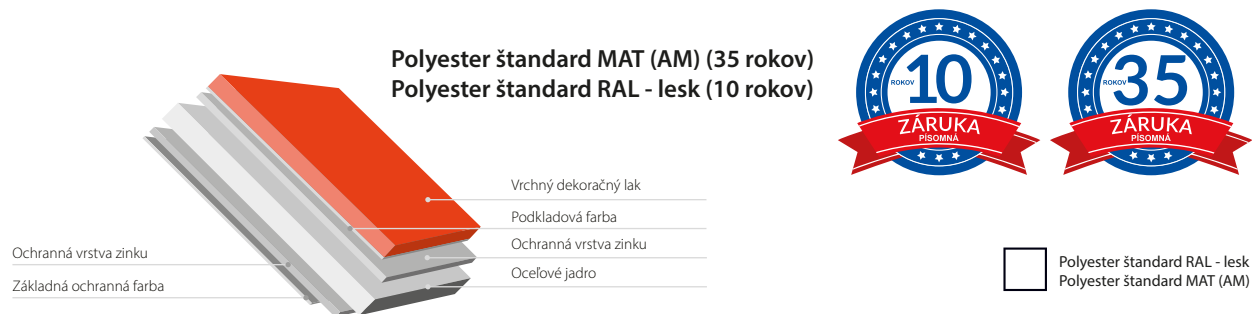 Polyester štandard MAT (AM) (35 rokov)
Polyester štandard RAL - lesk (10 rokov)
ROKOV 10
ZÁRUKA
PÍSOMNÁ
ROKOV 35
ZÁRUKA
PÍSOMNÁ
Vrchný dekoračný lak
Podkladová farba
Ochranná vrstva zinku
Oceľové jadro
Ochranná vrstva zinku
Základná ochranná farba
Polyester štandard RAL - lesk
Polyester štandard MAT (AM)